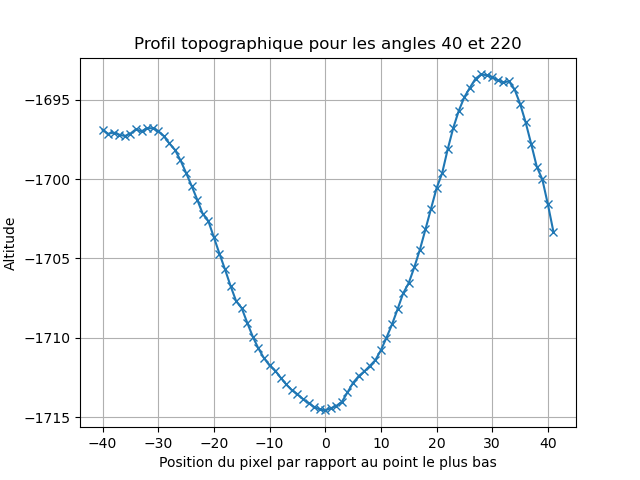 Profil topographique pour les angles 40 et 220
Altitude
−1695
−1700
−1705
−1710
−1715
−40 −30 −20 −10 0 10 20 30 40
Position du pixel par rapport au point le plus bas